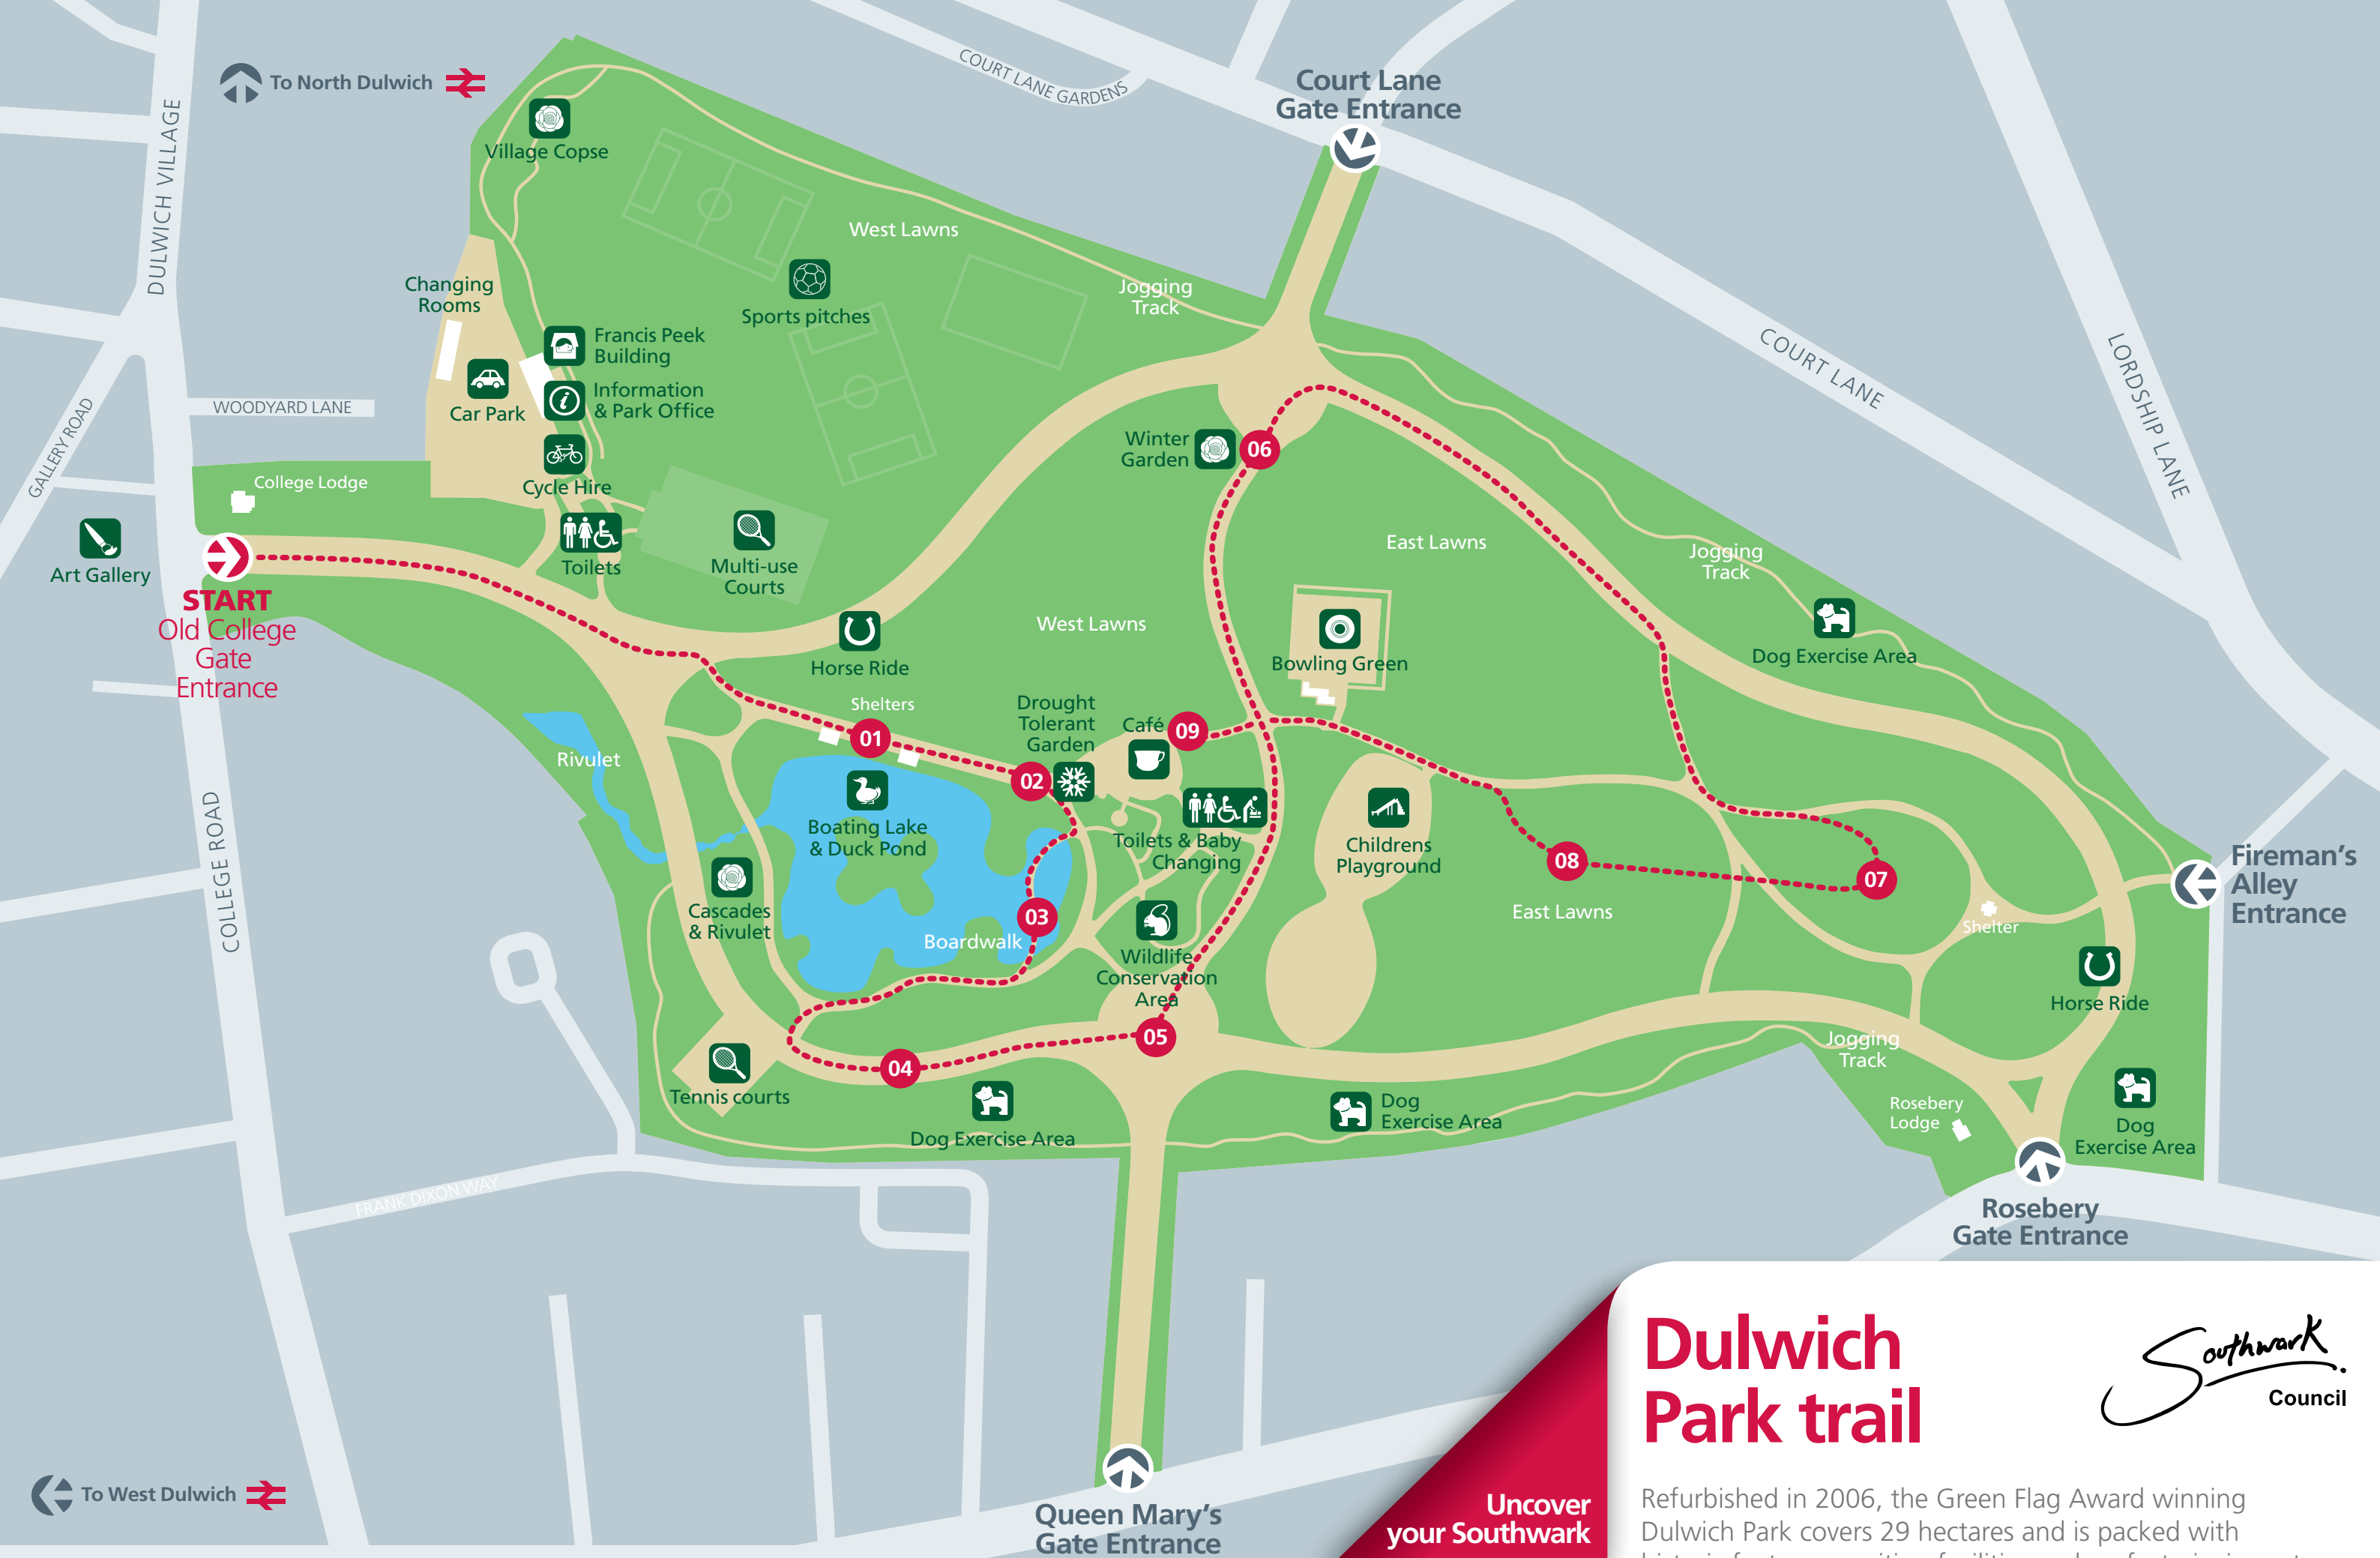 To North Dulwich
COURT LANE GARDENS
Court Lane
Gate Entrance
DULWICH VILLAGE
Village Copse
West Lawns
Changing
Rooms
Sports pitches
Jogging
Track
Francis Peek
Building
Information
& Park Office
Car Park
WOODYARD LANE
GALLERY ROAD
COURT LANE
LORDSHIP LANE
Winter
Garden
06
College Lodge
Cycle Hire
Art Gallery
Toilets
Multi-use
Courts
East Lawns
Jogging
Track
START
Old College
Gate
Entrance
West Lawns
Horse Ride
Bowling Green
Dog Exercise Area
Shelters
Drought
Tolerant
Garden
Café
09
01
02
Rivulet
Boating Lake
& Duck Pond
Toilets & Baby
Changing
Childrens
Playground
08
07
Fireman's
Alley
Entrance
COLLEGE ROAD
Cascades
& Rivulet
03
Boardwalk
East Lawns
Shelter
Wildlife
Conservation
Area
Horse Ride
05
04
Jogging
Track
Tennis courts
Dog Exercise Area
Dog
Exercise Area
Rosebery
Lodge
Dog
Exercise Area
FRANK DIXON WAY
Rosebery
Gate Entrance
To West Dulwich
Queen Mary's
Gate Entrance
Uncover
your Southwark
Dulwich
Park trail
Southwark
Council
Refurbished in 2006, the Green Flag Award winning
Dulwich Park covers 29 hectares and is packed with